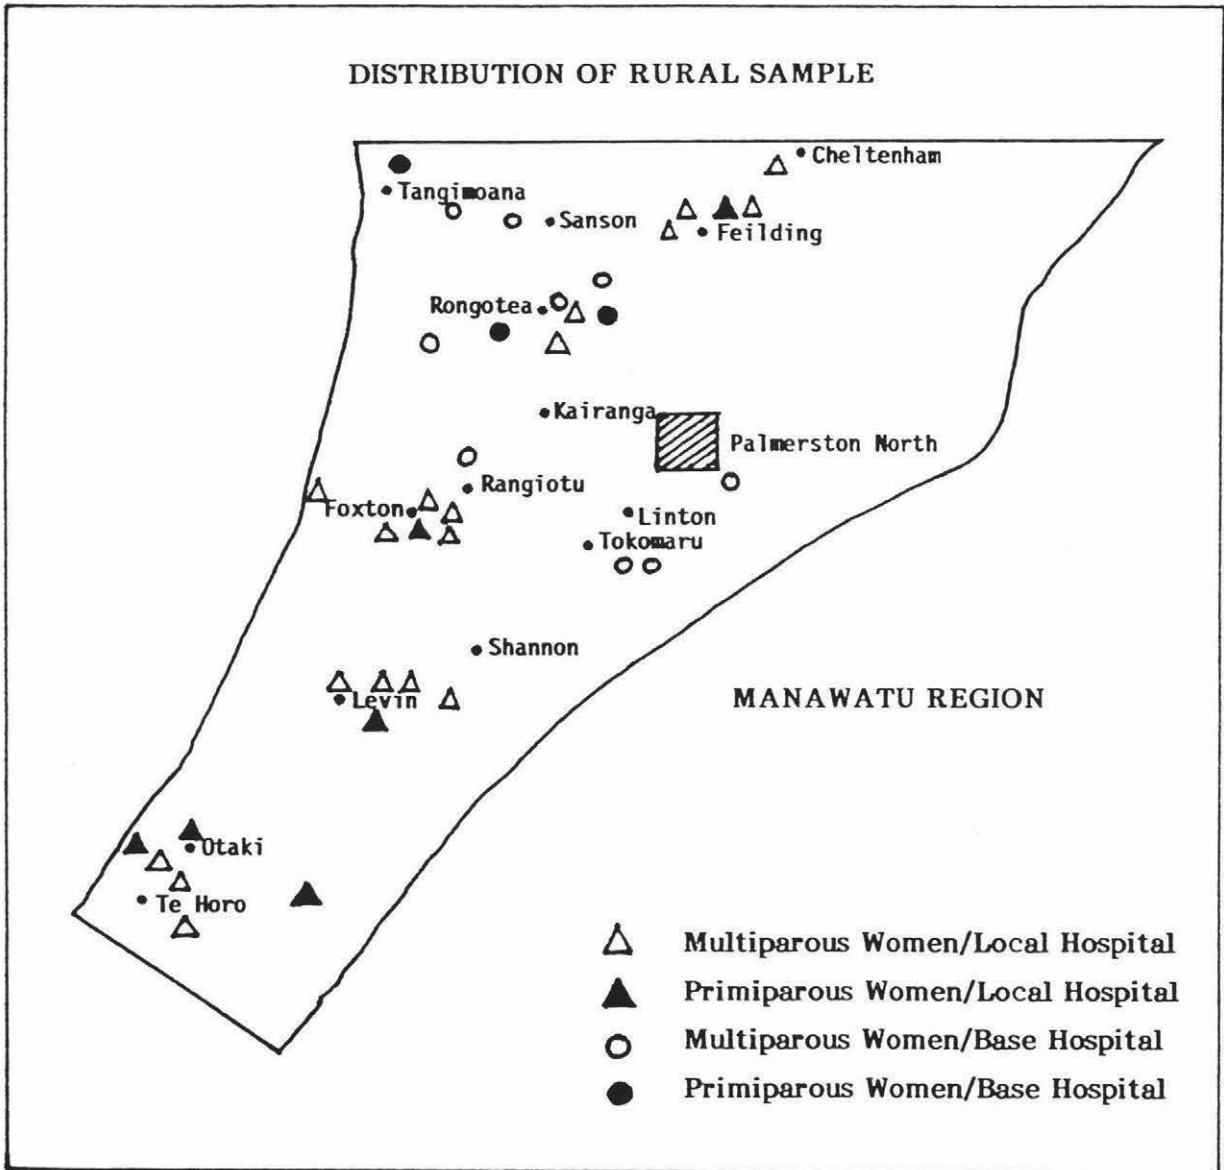 DISTRIBUTION OF RURAL SAMPLE
Cheltenham
Tangimoana
Sanson
Feilding
Rongotea
Kairanga
Palmerston North
Rangiotu
Foxton
Linton
Tokomaru
Shannon
Levin
MANAWATU REGION
Otaki
Te Horo
Multiparous Women/Local Hospital
Primiparous Women/Local Hospital
Multiparous Women/Base Hospital
Primiparous Women/Base Hospital